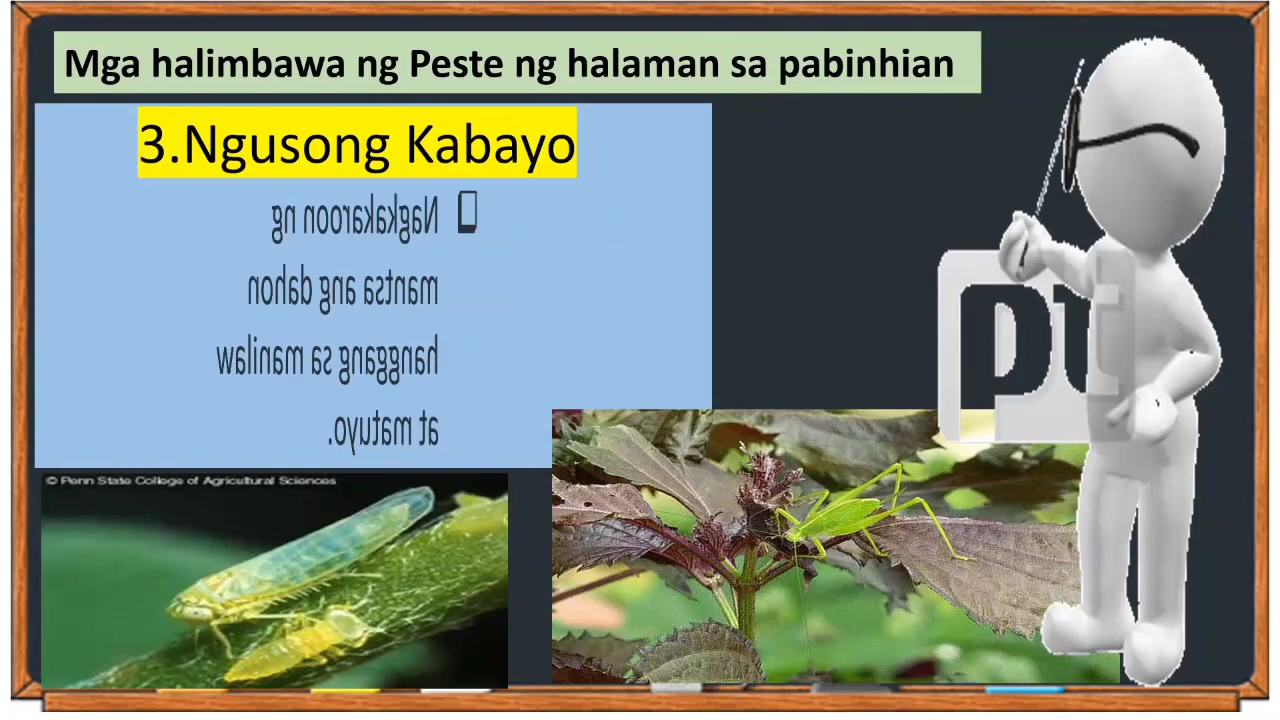 Mga halimbawa ng Peste ng halaman sa pabinhian
3.Ngusong Kabayo
❑ Nagkakaroon ng
mantsa ang dahon
hanggang sa manilaw
at matuyo.
pt
© Penn State College of Agricultural Sciences